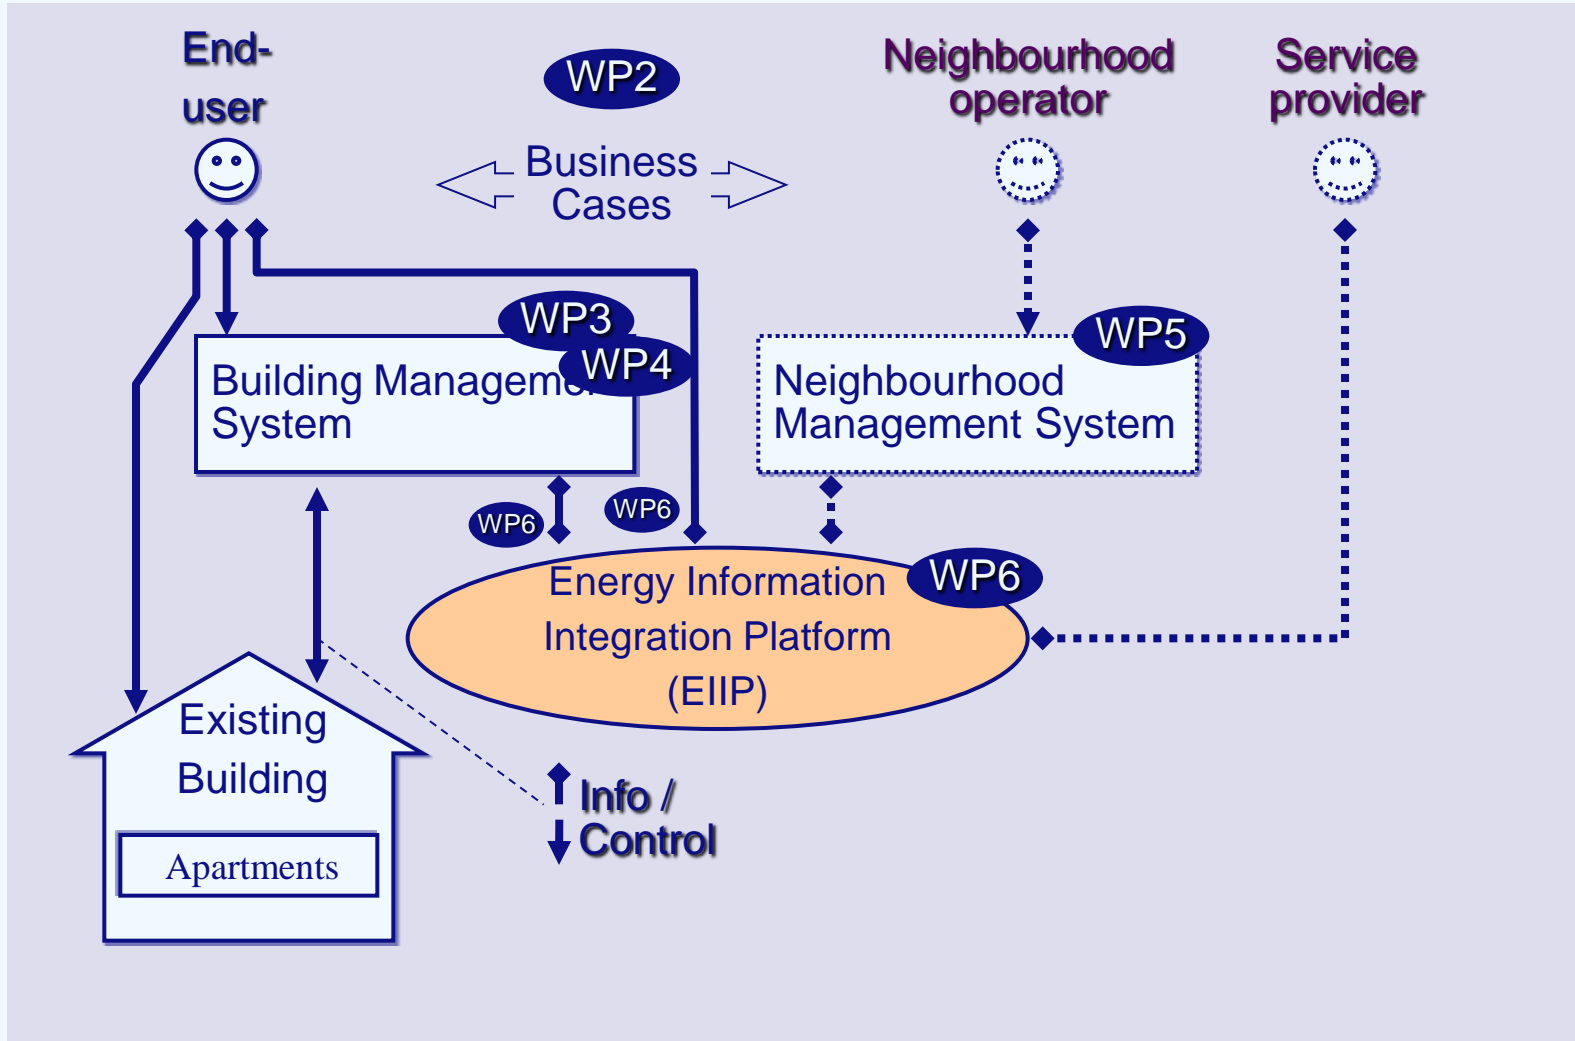 End-
user
WP2
Neighbourhood
operator
Service
provider
Business
Cases
WP3
WP4
Building Manageme
System
WP5
Neighbourhood
Management System
WP6
WP6
WP6
Energy Information
Integration Platform
(EIIP)
Existing
Building
Apartments
Info /
Control